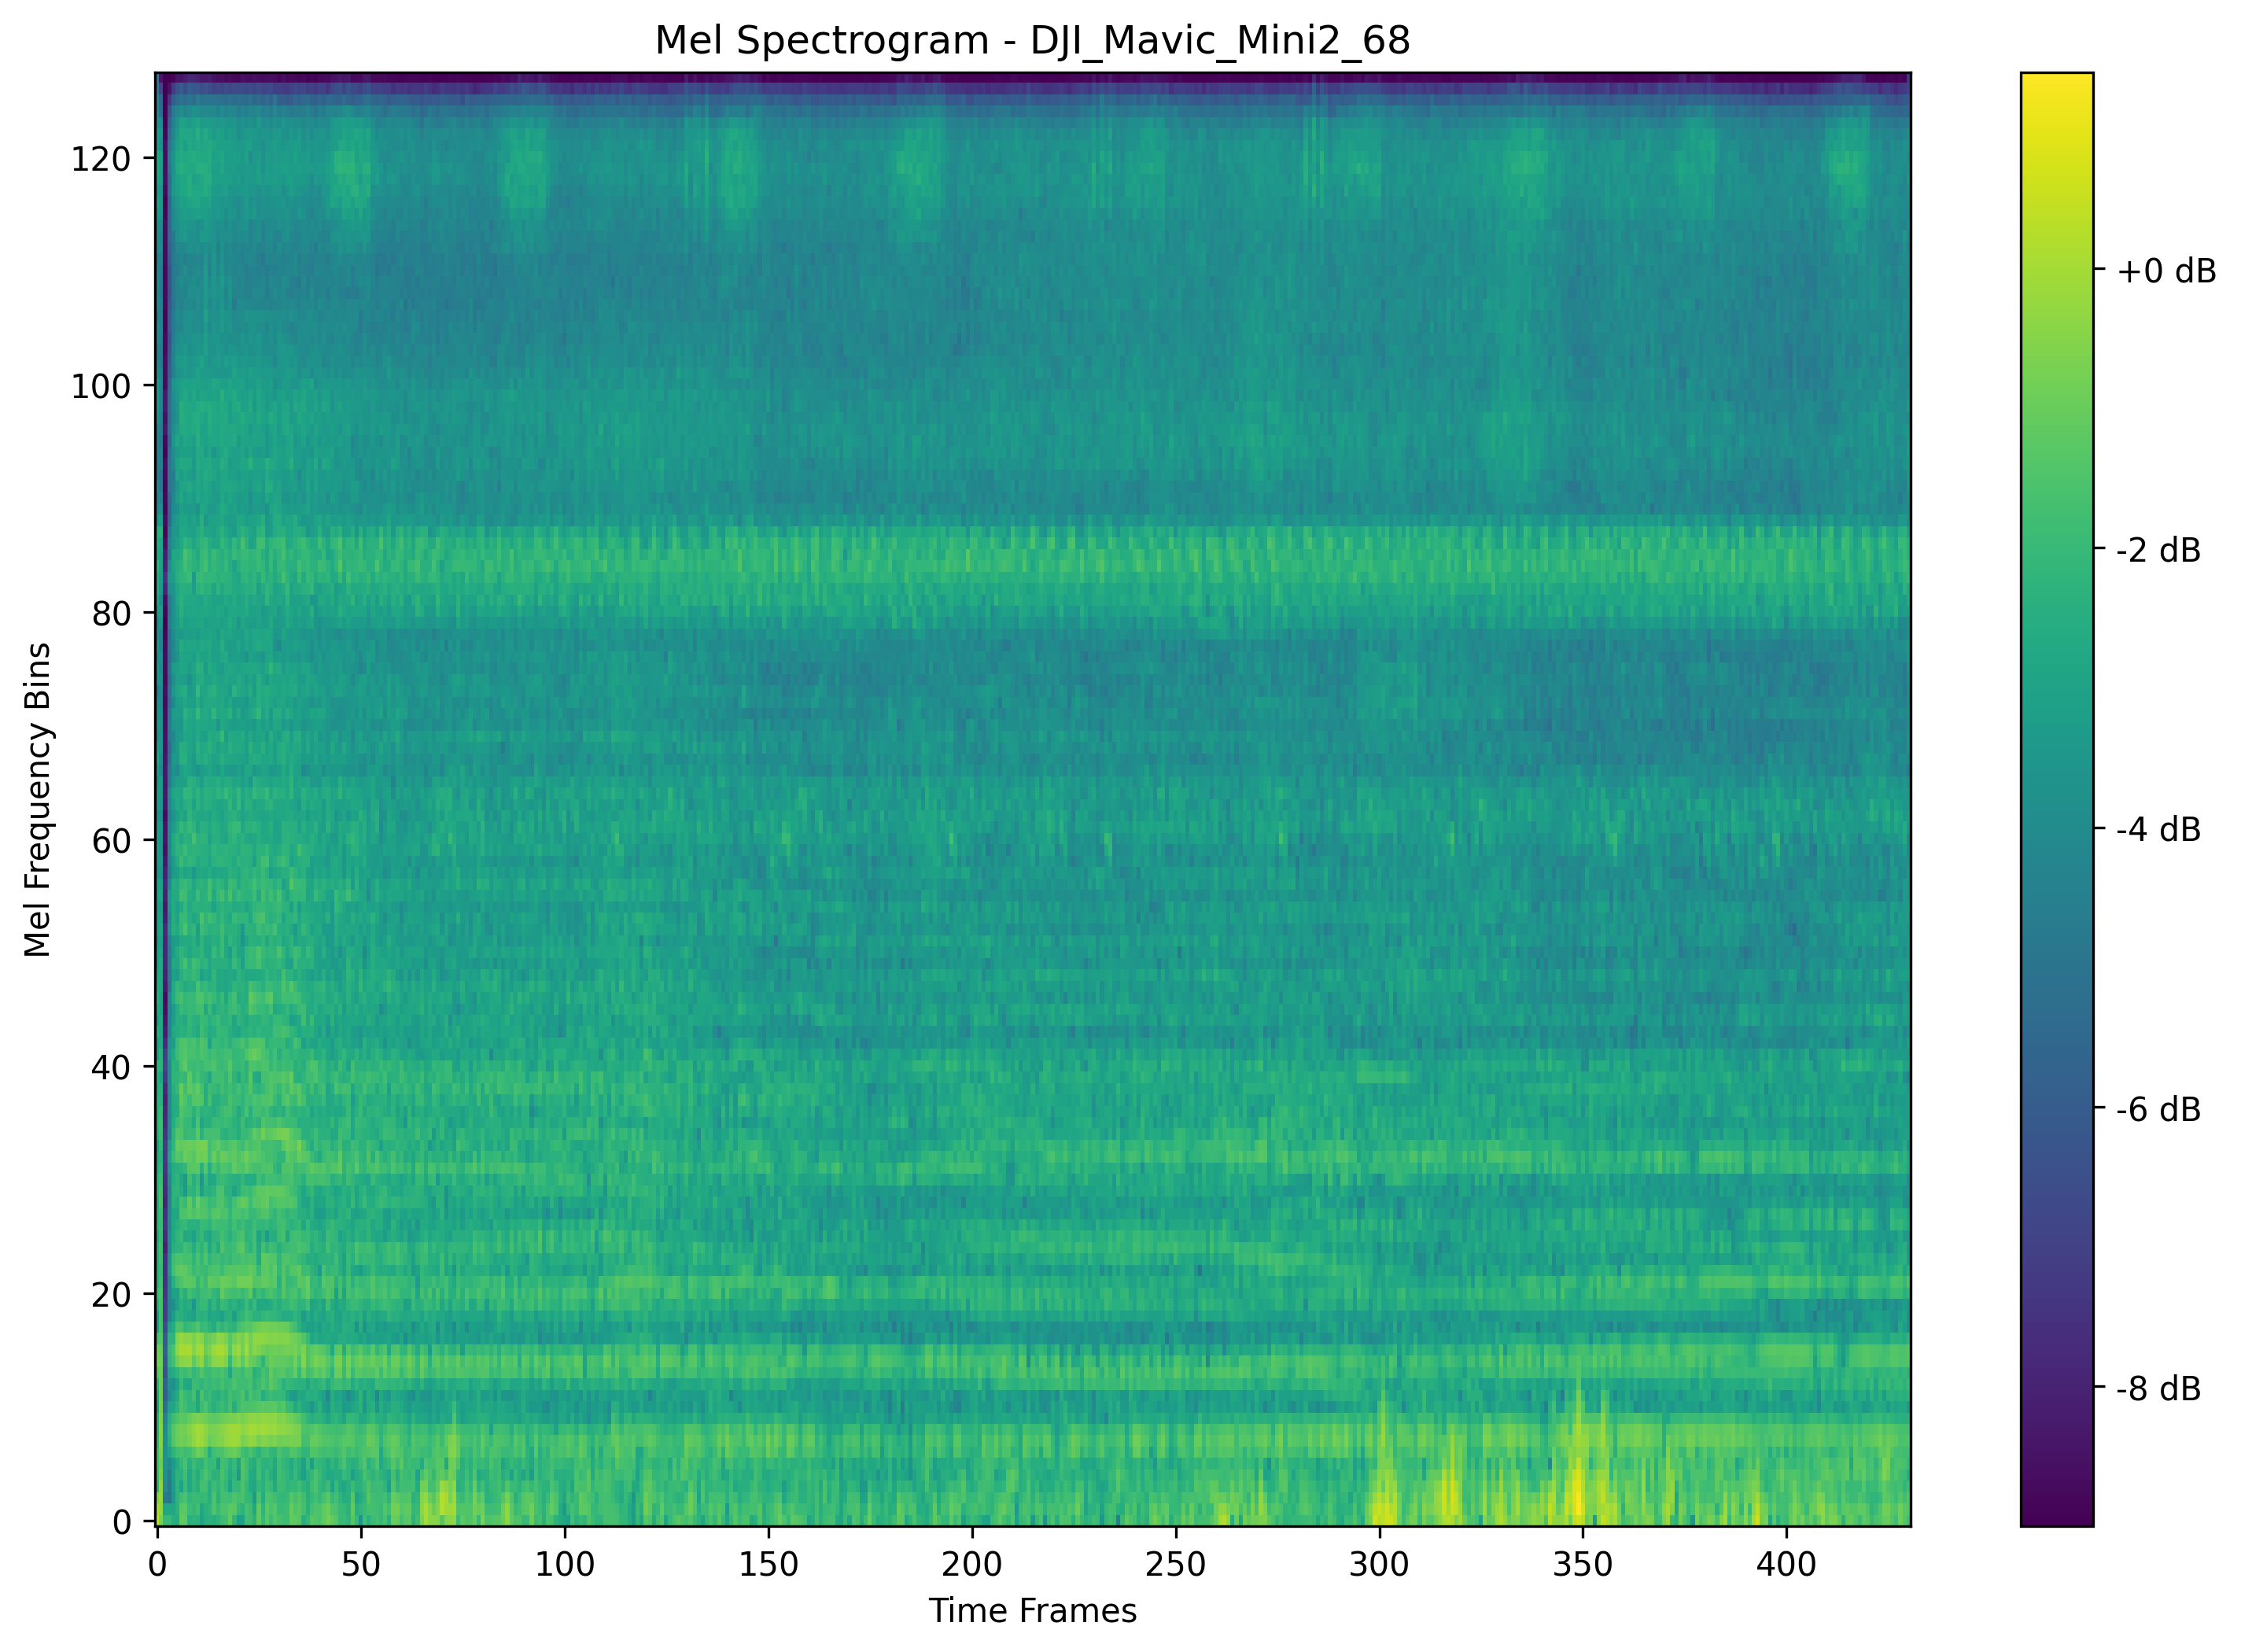 Mel Spectrogram - DJI_Mavic_Mini2_68
120
100
80
60
40
20
0
Mel Frequency Bins
0 50 100 150 200 250 300 350 400
Time Frames
+0 dB
-2 dB
-4 dB
-6 dB
-8 dB